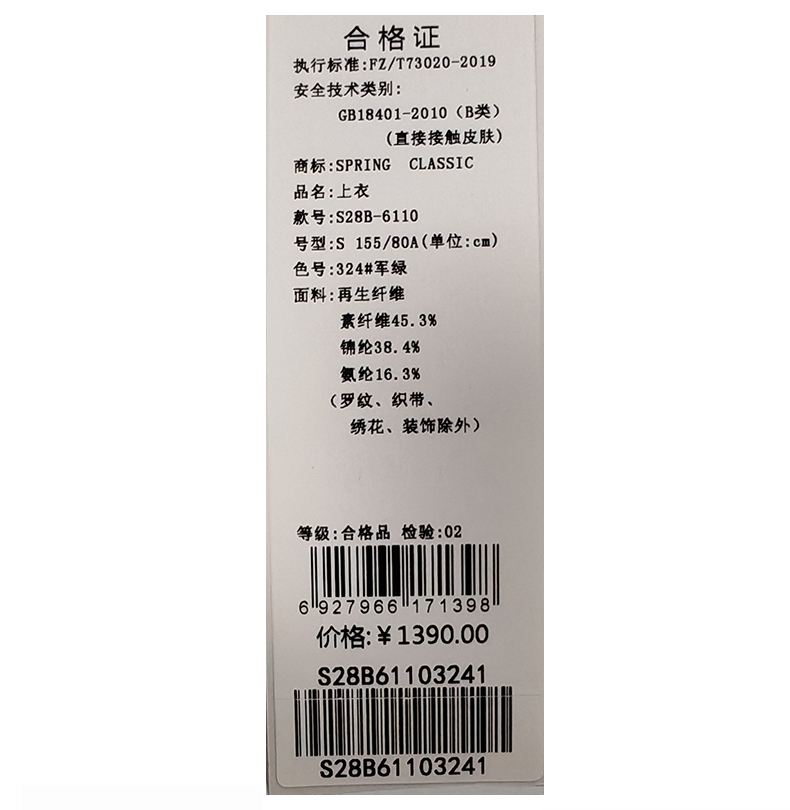 合格证
执行标准:FZ/T73020-2019
安全技术类别:
GB18401-2010（B类）
(直接接触皮肤)
商标:SPRING CLASSIC
品名:上衣
款号:S28B-6110
号型:S 155/80A(单位:cm)
色号:324#军绿
面料:再生纤维
素纤维45.3%
锦纶38.4%
氨纶16.3%
（罗纹、织带、
绣花、装饰除外）
等级:合格品 检验:02
6 927966 171398
价格:￥1390.00
S28B61103241
S28B61103241